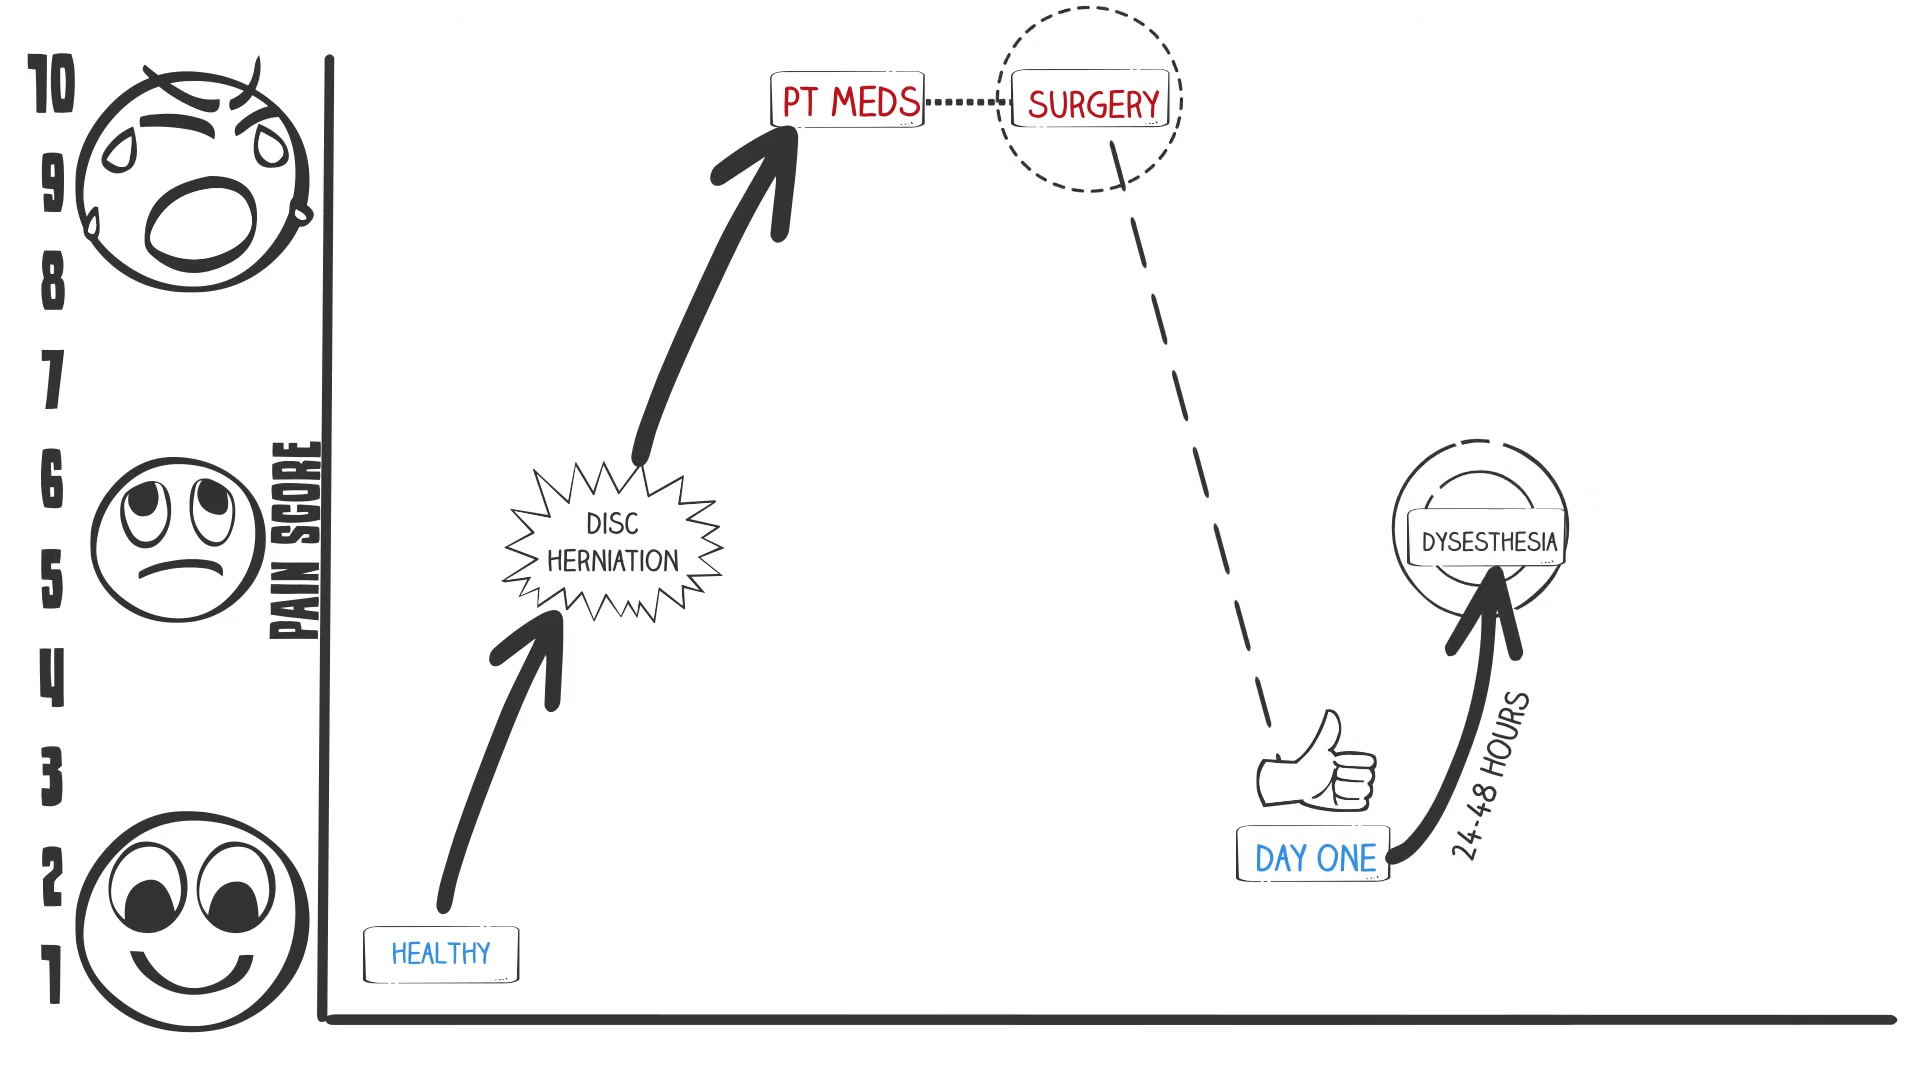 10
9
8
7
6
5
4
3
2
1
PAIN SCORE
HEALTHY
DISC
HERNIATION
PT MEDS
SURGERY
DAY ONE
24-48 HOURS
DYSESTHESIA